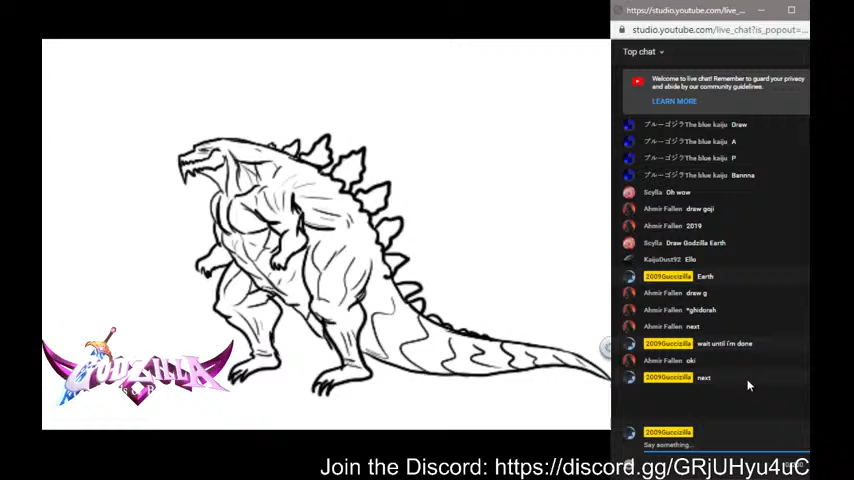 https://studio.youtube.com/live_...
studio.youtube.com/live_chat?is_popout=...
Top chat
Welcome to live chat! Remember to guard your privacy
and abide by our community guidelines.
LEARN MORE
ブルーゴジラThe blue kaiju Draw
ブルーゴジラThe blue kaiju A
ブルーゴジラThe blue kaiju P
ブルーゴジラThe blue kaiju Bannna
Scylla Oh wow
Ahmir Fallen draw goji
Ahmir Fallen 2019
Scylla Draw Godzilla Earth
KaijuDust92 Ello
2009Guccizilla Earth
Ahmir Fallen draw g
Ahmir Fallen *ghidorah
Ahmir Fallen next
2009Guccizilla wait until i'm done
Ahmir Fallen oki
2009Guccizilla next
2009Guccizilla
Say something...
GODZILLA
Join the Discord: https://discord.gg/GRjUHyu4uC